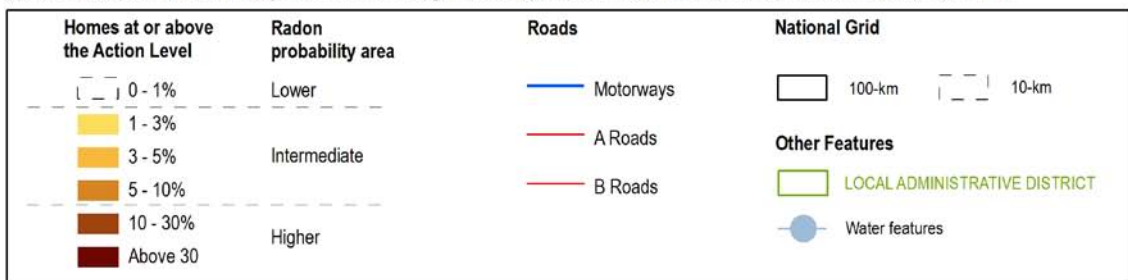 Homes at or above
the Action Level
Radon
probability area
0 - 1%
Lower
1 - 3%
3 - 5%
Intermediate
5 - 10%
10 - 30%
Higher
Above 30
Roads
Motorways
A Roads
B Roads
National Grid
100-km
10-km
Other Features
LOCAL ADMINISTRATIVE DISTRICT
Water features